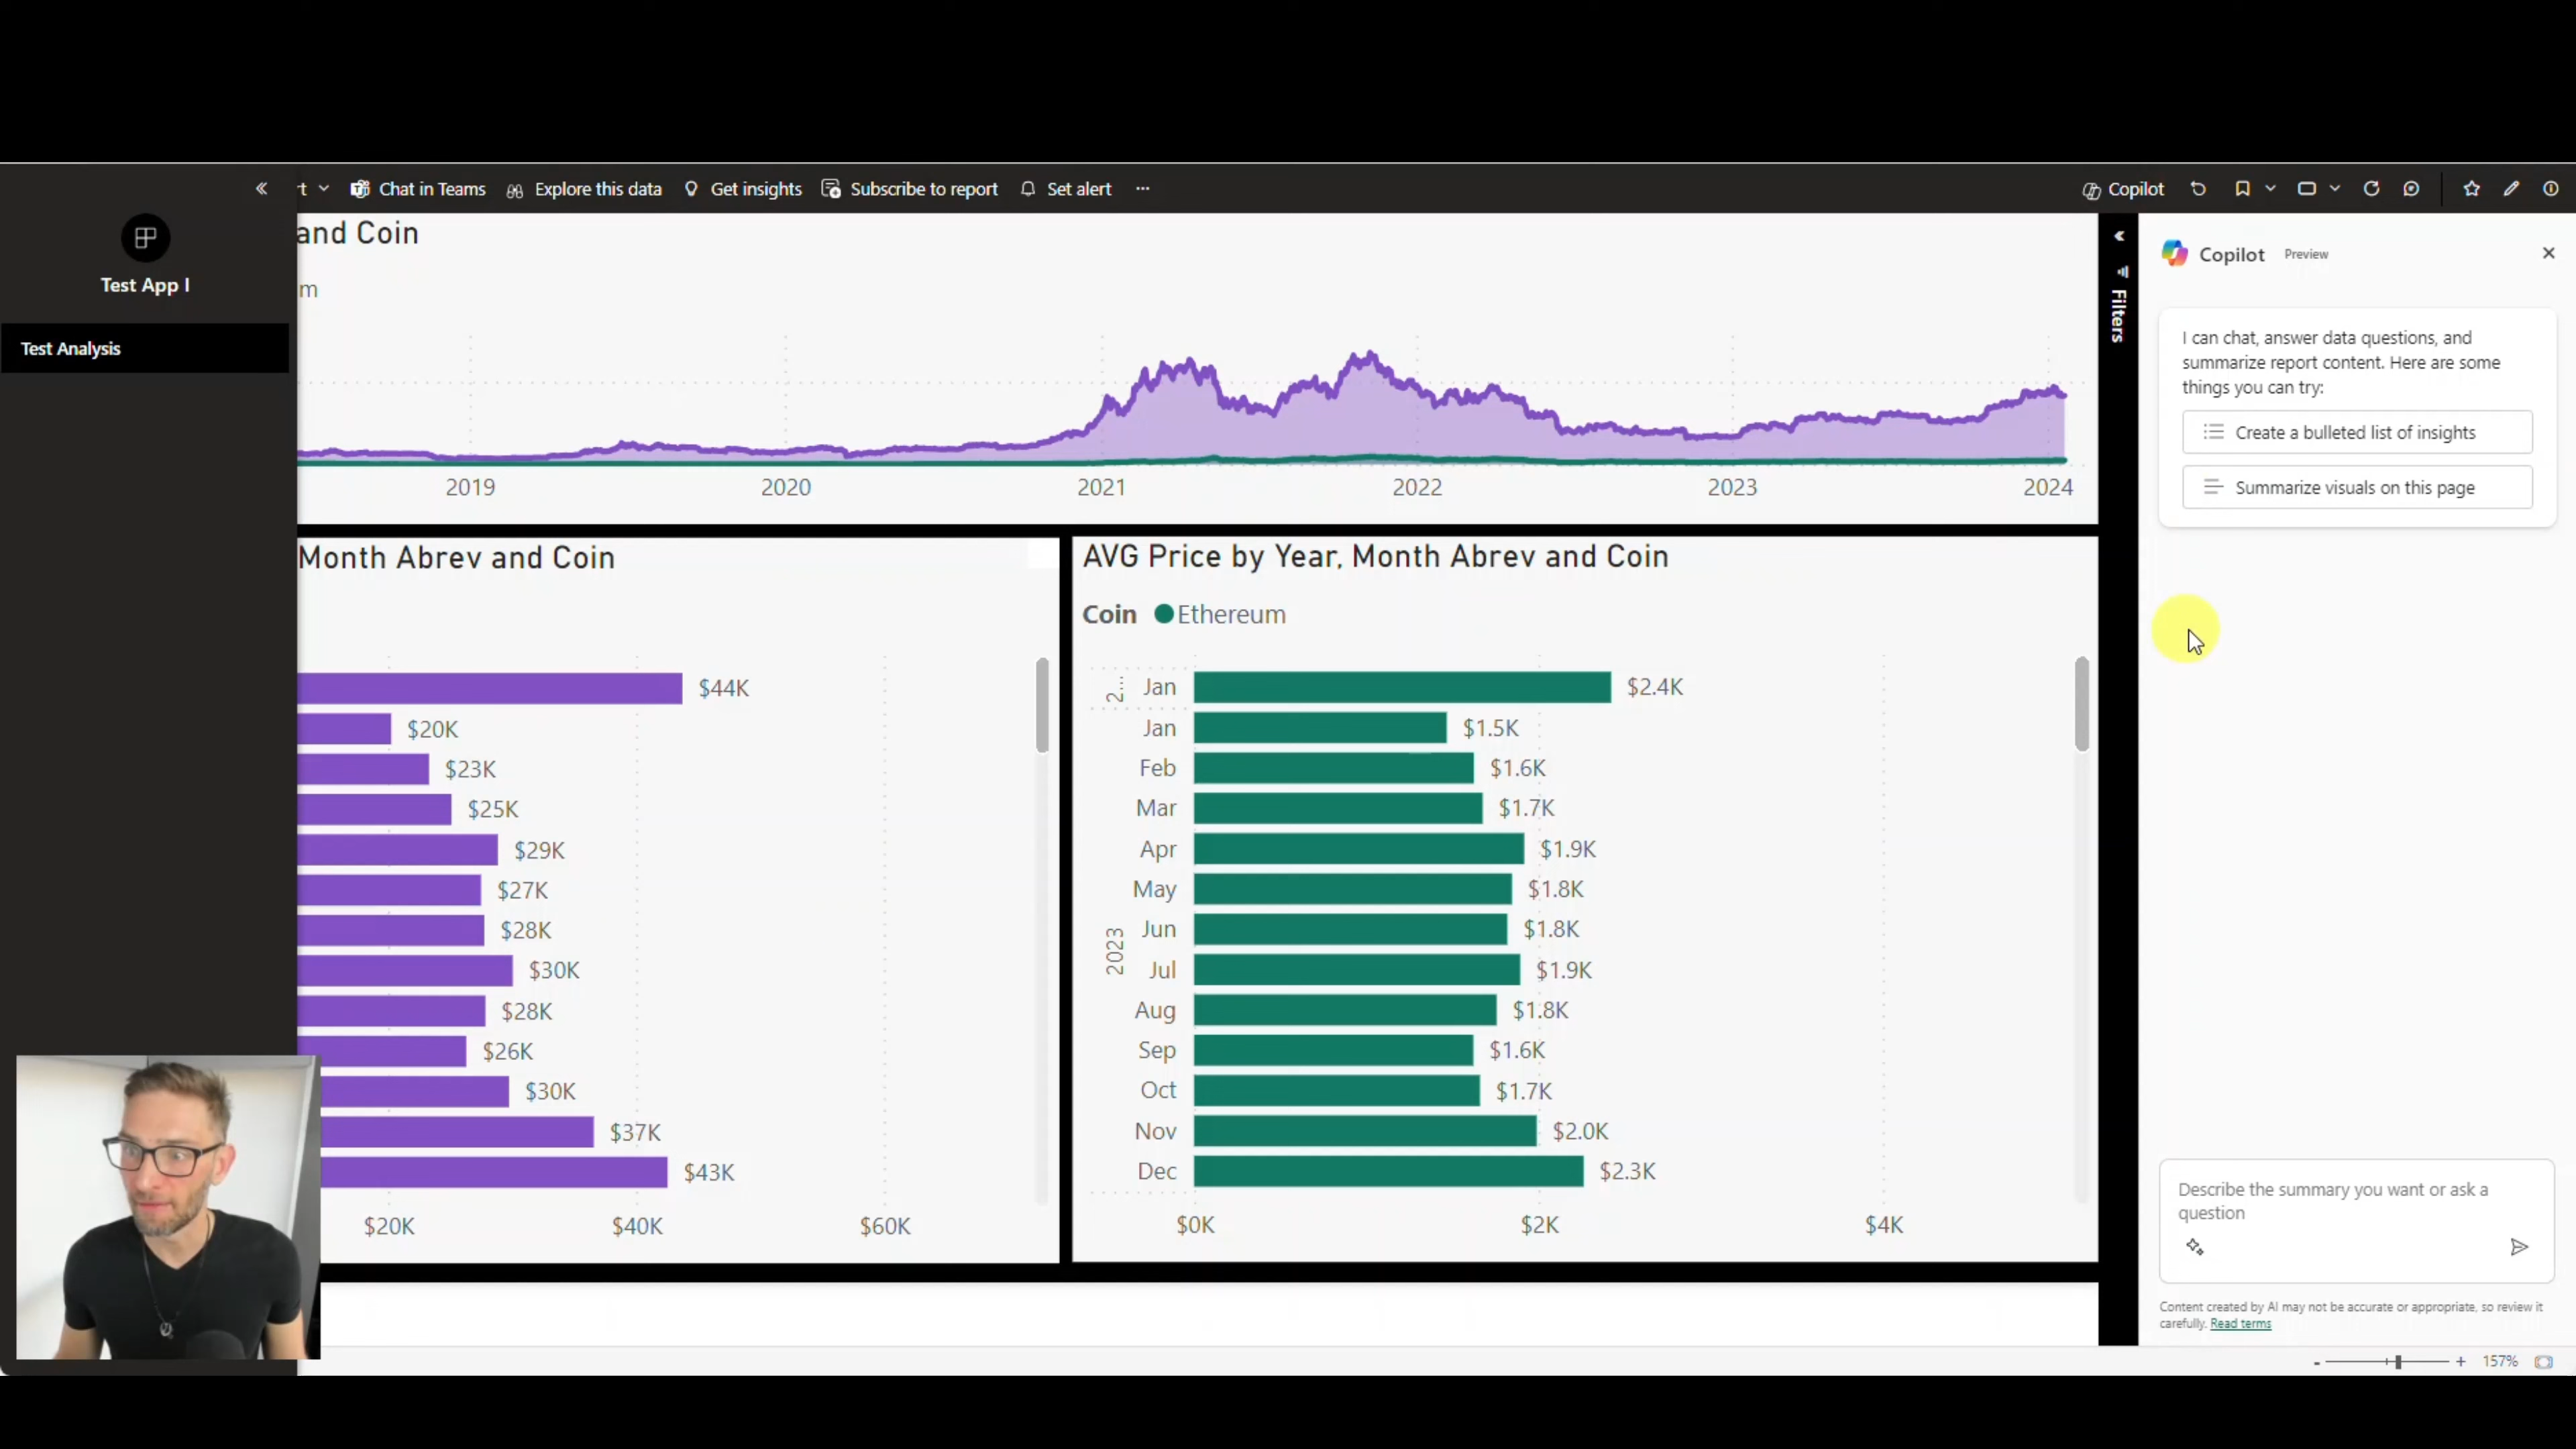 rt
Chat in Teams
Explore this data
Get insights
Subscribe to report
Set alert
Copilot
Test App I
Test Analysis
and Coin
m
2019 2020 2021 2022 2023 2024
Month Abrev and Coin
$44K
$20K
$23K
$25K
$29K
$27K
$28K
$30K
$28K
$26K
$30K
$37K
$43K
$20K $40K $60K
AVG Price by Year, Month Abrev and Coin
Coin Ethereum
2... Jan $2.4K
Jan $1.5K
Feb $1.6K
Mar $1.7K
Apr $1.9K
May $1.8K
Jun $1.8K
2023
Jul $1.9K
Aug $1.8K
Sep $1.6K
Oct $1.7K
Nov $2.0K
Dec $2.3K
$0K $2K $4K
Filters
Copilot Preview
I can chat, answer data questions, and
summarize report content. Here are some
things you can try:
Create a bulleted list of insights
Summarize visuals on this page
Describe the summary you want or ask a
question
Content created by AI may not be accurate or appropriate, so review it
carefully. Read terms
- + 157%